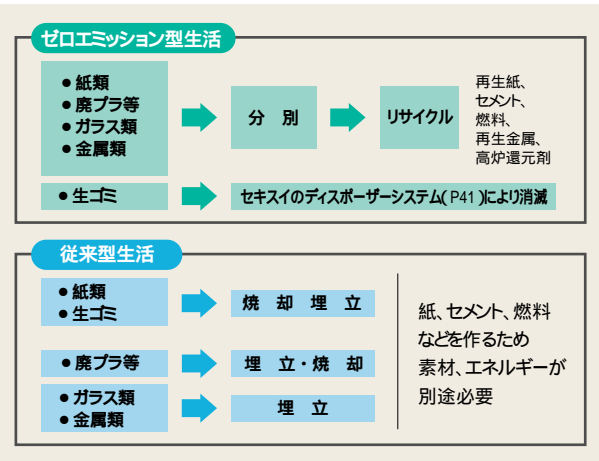 ゼロエミッション型生活
●紙類
●廃プラ等
●ガラス類
●金属類
分 別
リサイクル
再生紙、
セメント、
燃料、
再生金属、
高炉還元剤
●生ゴミ
セキスイのディスポーザーシステム(P41)により消滅
従来型生活
●紙類
●生ゴミ
焼 却 埋 立
●廃プラ等
埋 立・焼 却
●ガラス類
●金属類
埋 立
紙、セメント、燃料
などを作るため
素材、エネルギーが
別途必要